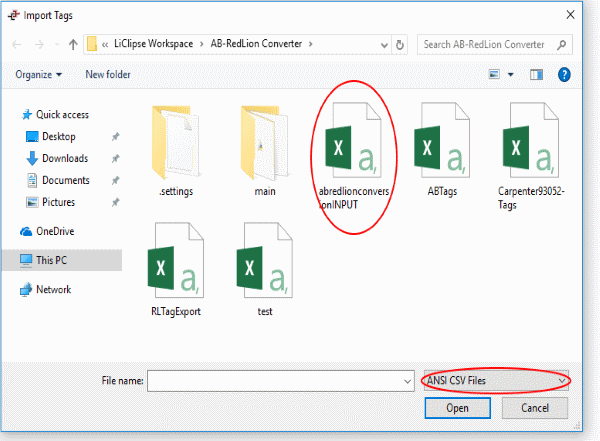 Import Tags
« LiClipse Workspace > AB-RedLion Converter >
Search AB-RedLion Converter
Organize
New folder
?
Quick access
Desktop
Downloads
Documents
Pictures
OneDrive
This PC
Network
.settings
main
abredlionconvers
ionINPUT
ABTags
Carpenter93052-
Tags
RLTagExport
test
File name:
ANSI CSV Files
Open
Cancel